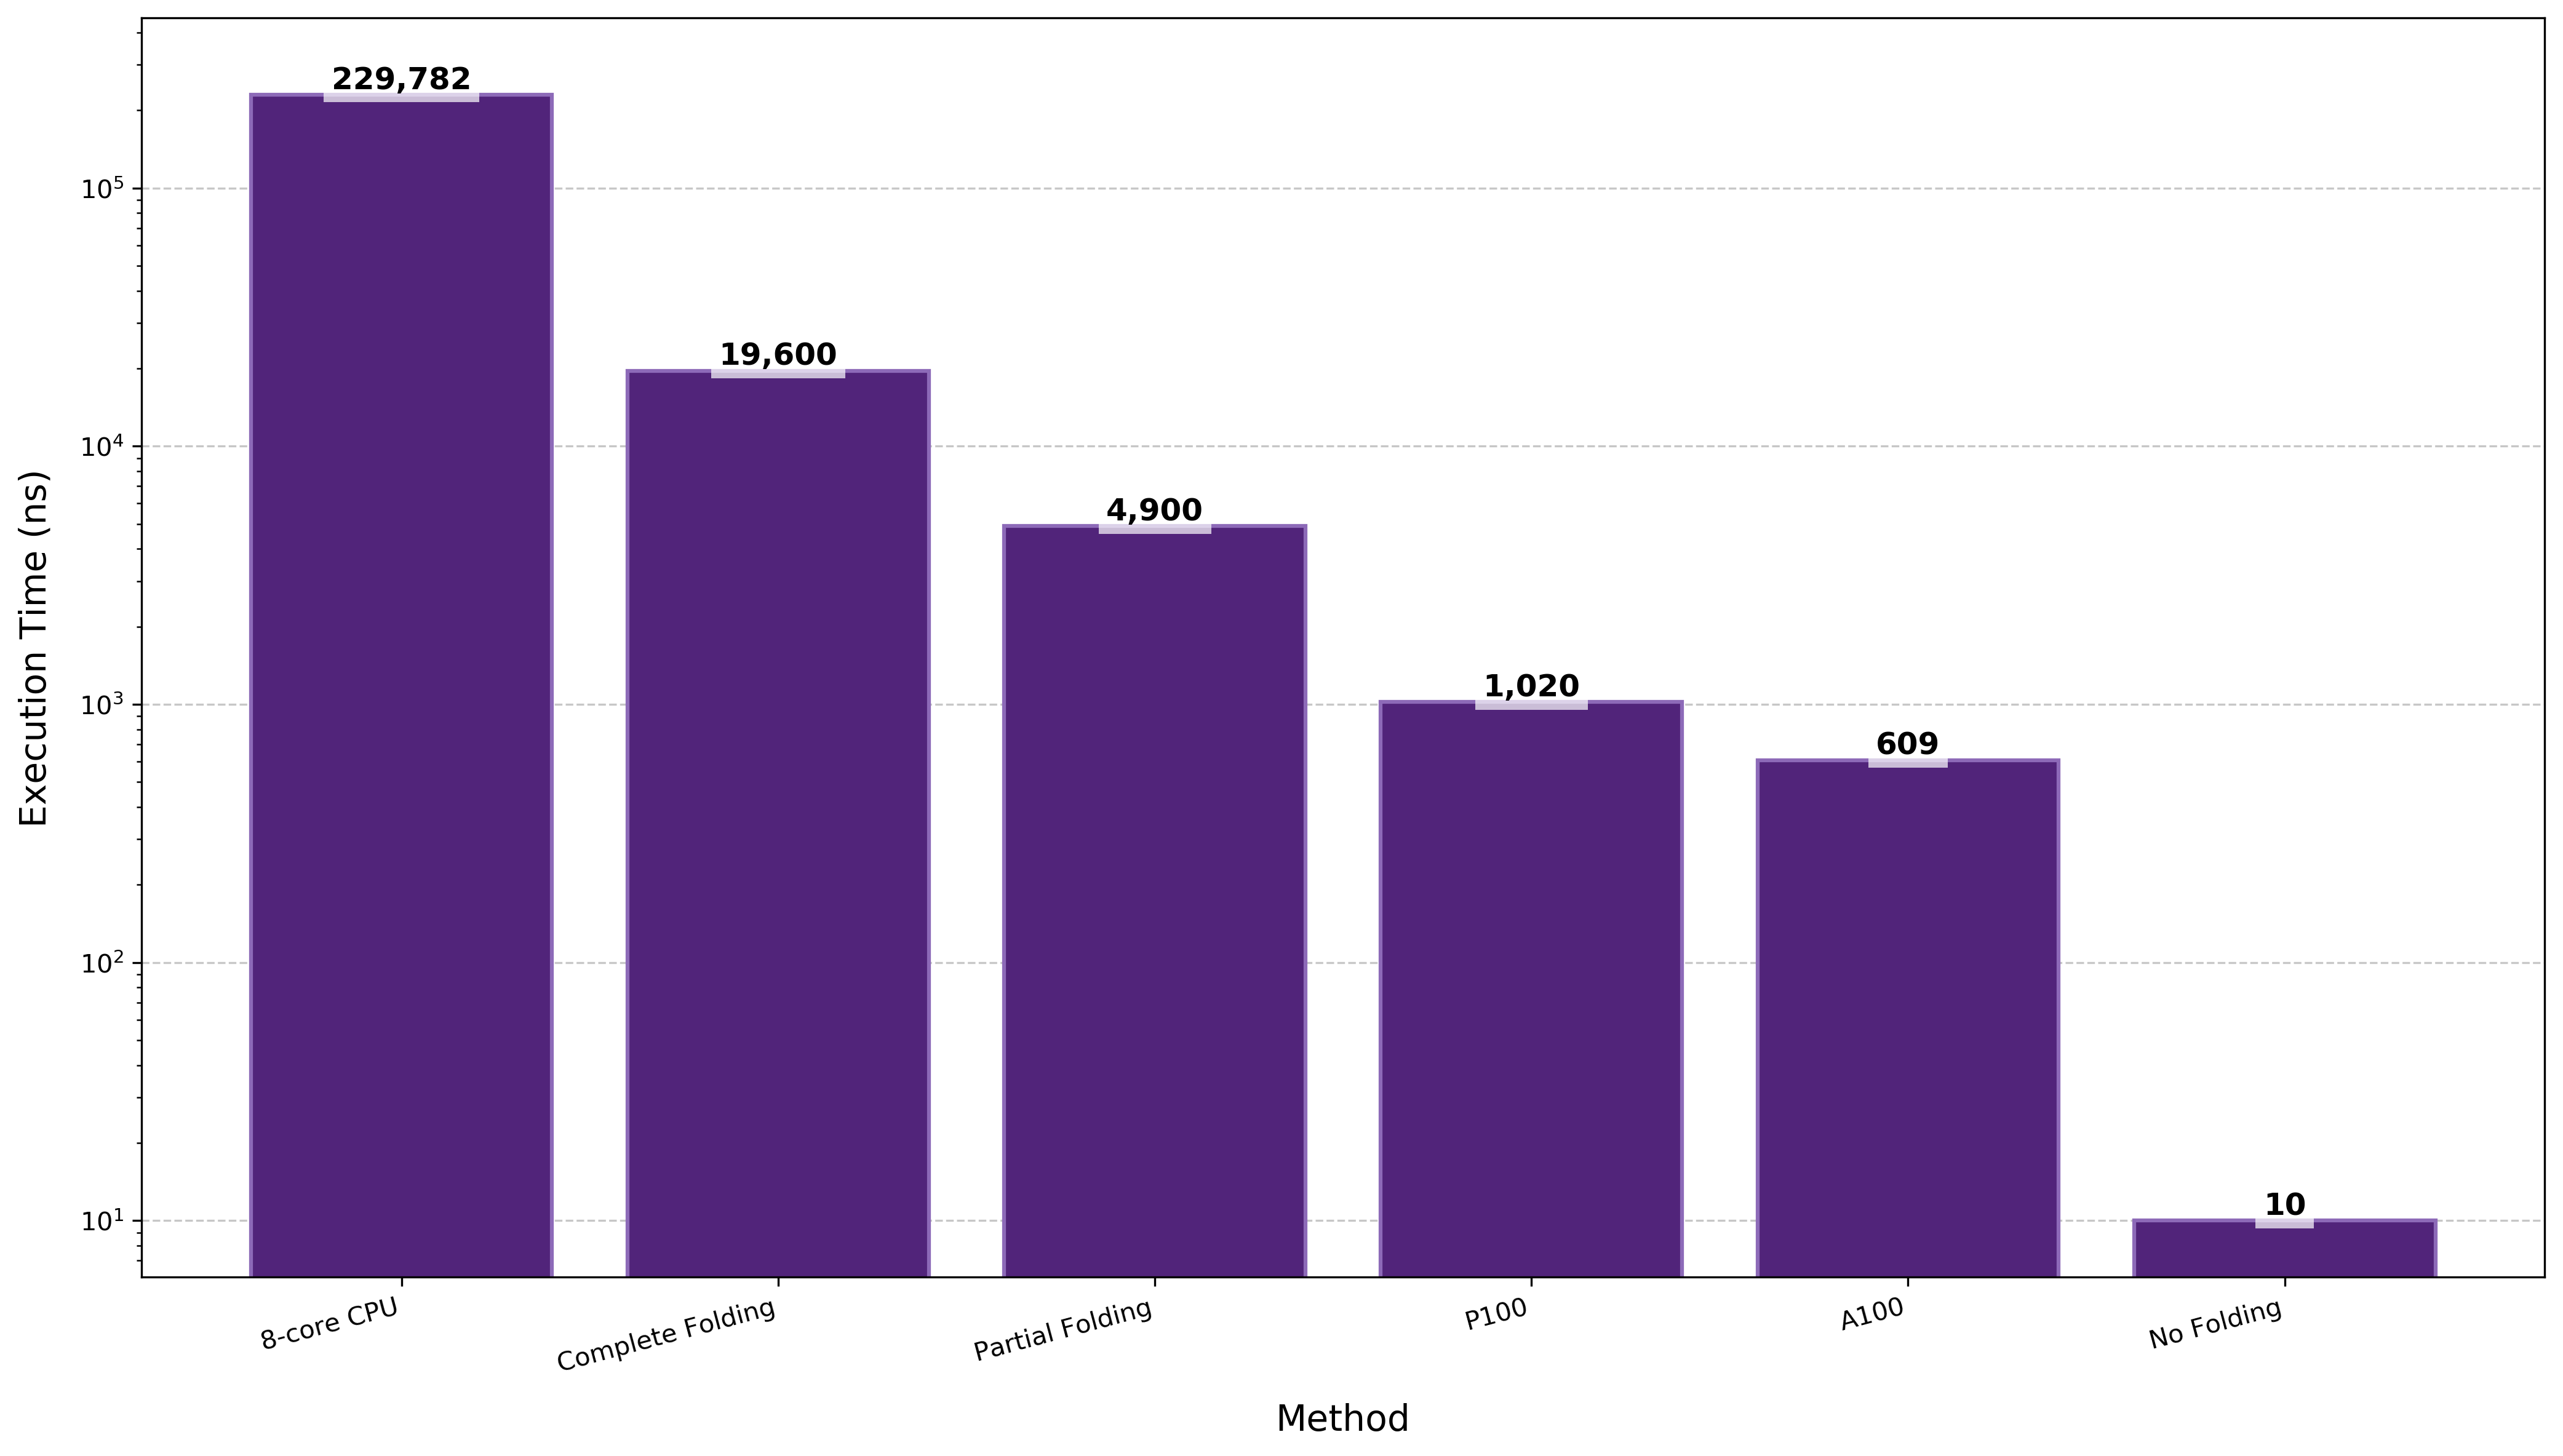 Execution Time (ns)
10⁵
10⁴
10³
10²
10¹
229,782
19,600
4,900
1,020
609
10
8-core CPU
Complete Folding
Partial Folding
P100
A100
No Folding
Method